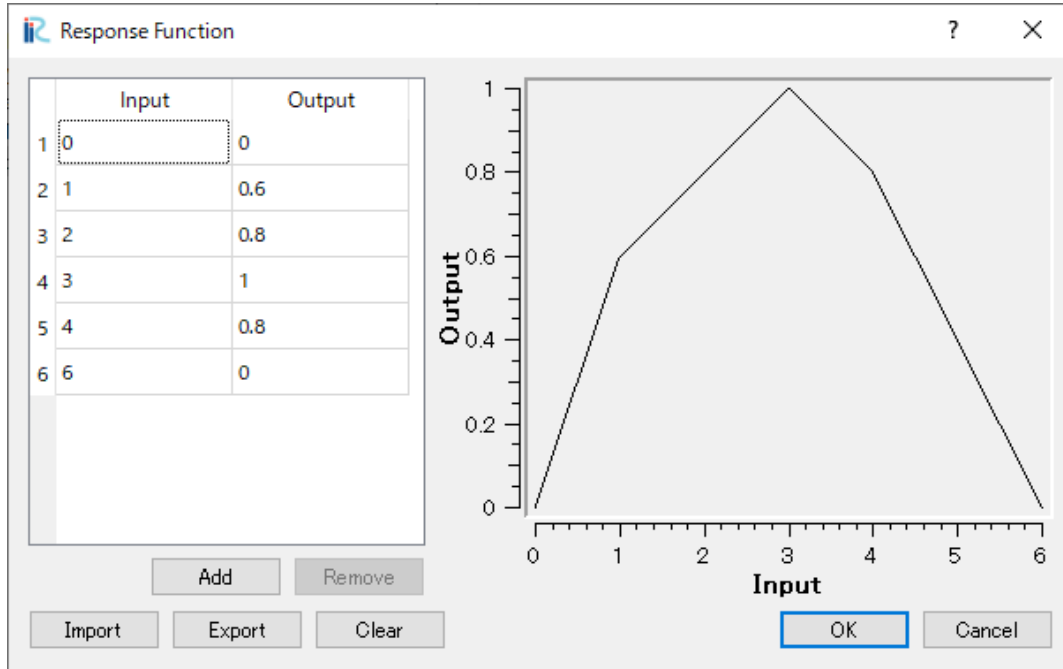 iRIC Response Function ? ×
Input Output
1 0 0
2 1 0.6
3 2 0.8
4 3 1
5 4 0.8
6 6 0
Add Remove
Import Export Clear
Output
1
0.8
0.6
0.4
0.2
0
0 1 2 3 4 5 6
Input
OK Cancel